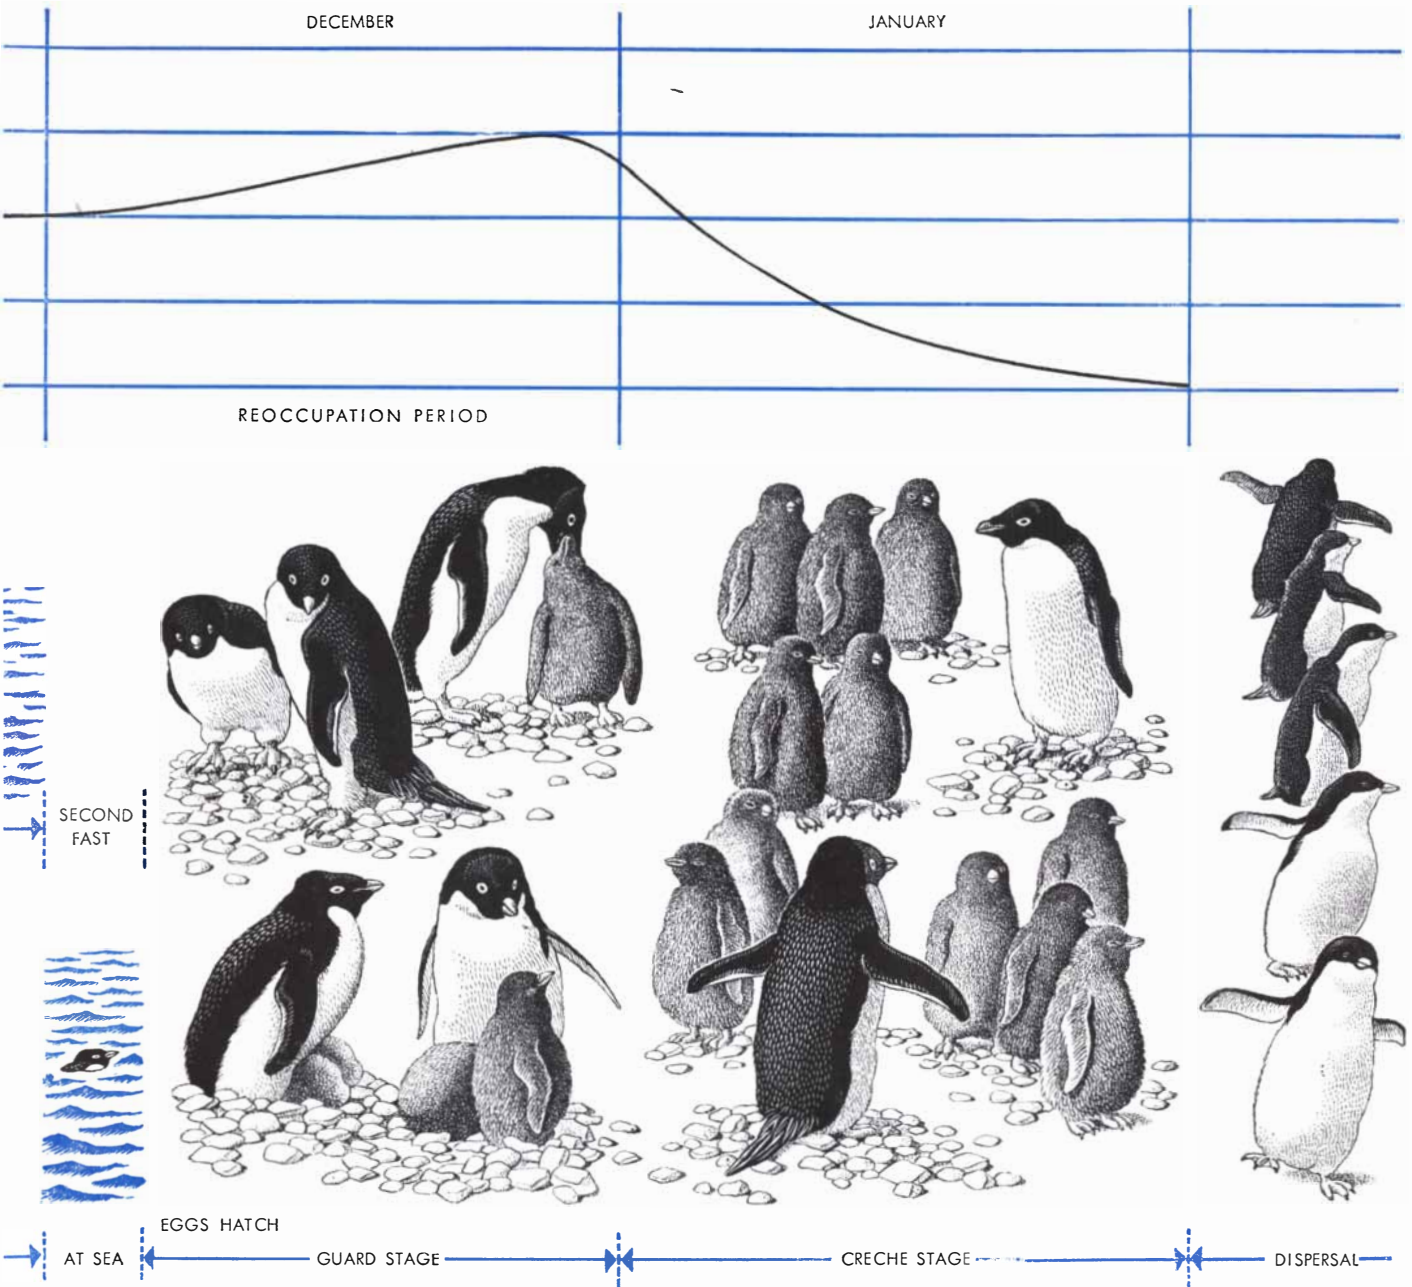 DECEMBER
JANUARY
REOCCUPATION PERIOD
SECOND
FAST
EGGS HATCH
AT SEA
GUARD STAGE
CRECHE STAGE
DISPERSAL